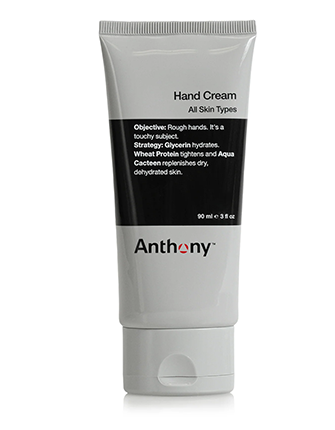 Hand Cream
All Skin Types
Objective: Rough hands. It's a
touchy subject.
Strategy: Glycerin hydrates.
Wheat Protein tightens and Aqua
Cacteen replenishes dry,
dehydrated skin.
90 ml ℮ 3 fl oz
Anthony™